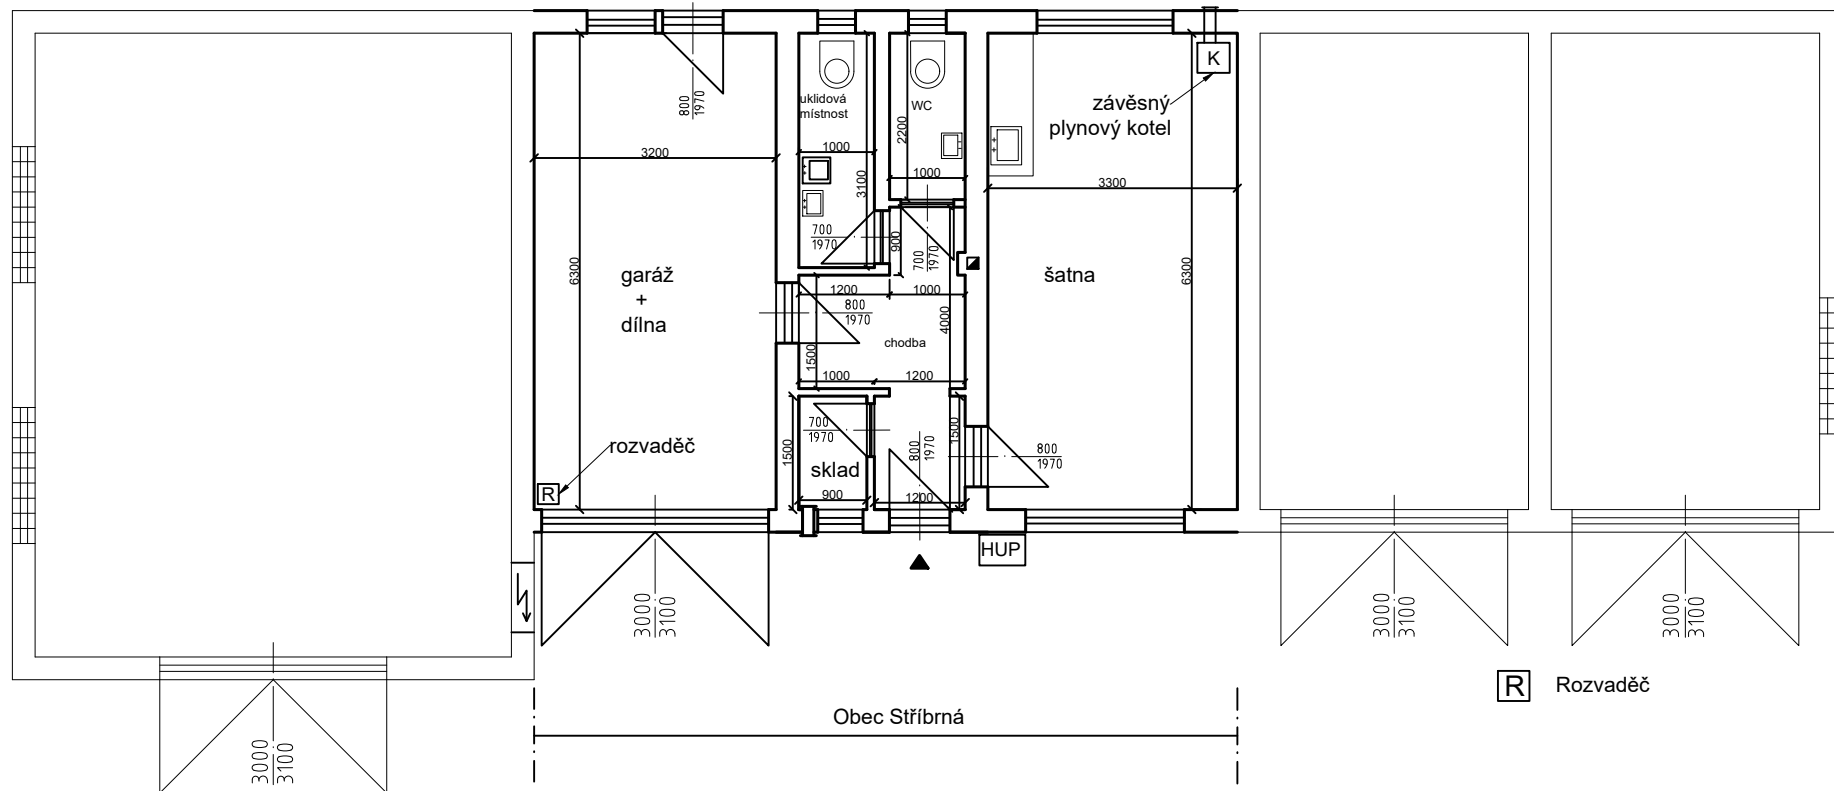 K
závěsný
plynový kotel
uklidová
místnost
WC
800
1970
2200
3200
1000
1000
3100
3300
700
1970
900
700
1970
6300
garáž
+
dílna
šatna
6300
1200
1000
800
1970
4000
chodba
1500
1000
1200
700
1970
1500
sklad
800
1970
1500
800
1970
rozvaděč
R
900
1200
HUP
3000
3100
3000
3100
3000
3100
R Rozvaděč
Obec Stříbrná
3000
3100